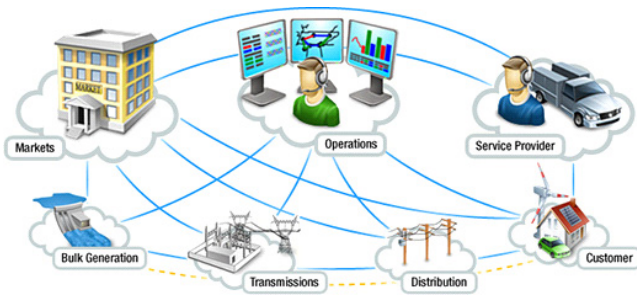 MARKET
Markets
Operations
Service Provider
Bulk Generation
Transmissions
Distribution
Customer